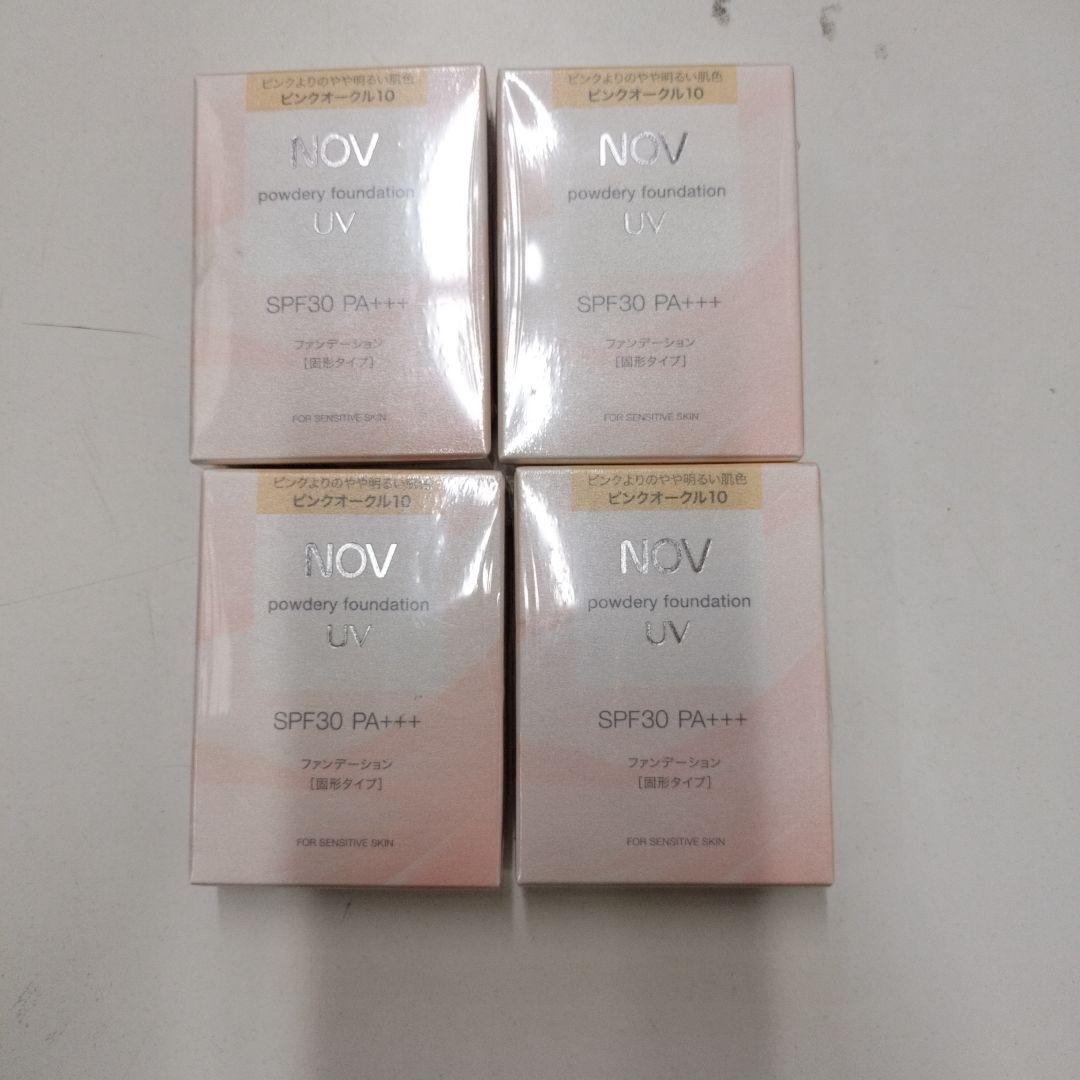 ピンクよりのやや明るい肌色
ピンクオークル10
NOV
powdery foundation
UV
SPF30 PA+++
ファンデーション
[固形タイプ]
FOR SENSITIVE SKIN
ピンクよりのやや明るい肌色
ピンクオークル10
NOV
powdery foundation
UV
SPF30 PA+++
ファンデーション
[固形タイプ]
FOR SENSITIVE SKIN
ピンクよりのやや明るい肌色
ピンクオークル10
NOV
powdery foundation
UV
SPF30 PA+++
ファンデーション
[固形タイプ]
FOR SENSITIVE SKIN
ピンクよりのやや明るい肌色
ピンクオークル10
NOV
powdery foundation
UV
SPF30 PA+++
ファンデーション
[固形タイプ]
FOR SENSITIVE SKIN